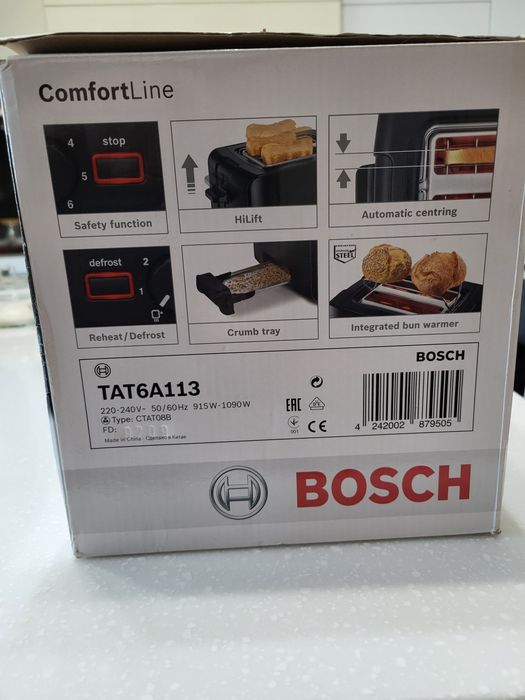 ComfortLine
4 stop
5
6
Safety function
HiLift
Automatic centring
defrost 2
1
Reheat/Defrost
Crumb tray
STEEL
Integrated bun warmer
BOSCH
TAT6A113
220-240V~ 50/60Hz 915W-1090W
Type: CTAT08B
FD:
Made in China - Сделано в Китае
EAC
001
CE
4 242002 879505
BOSCH